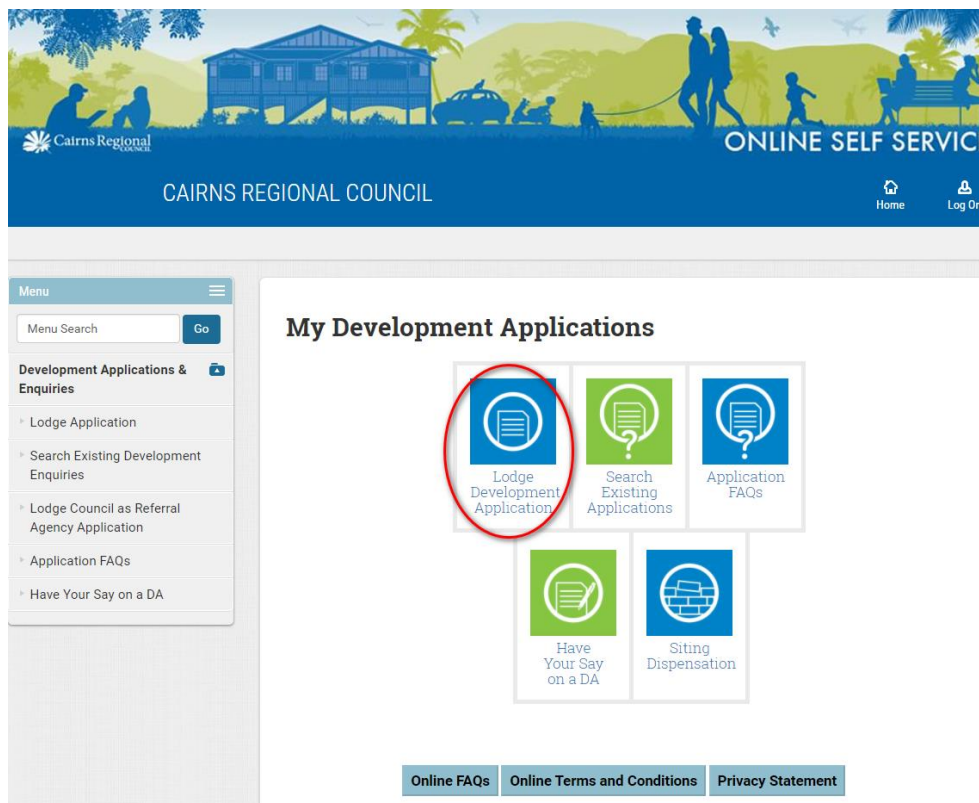 Cairns Regional
COUNCIL
ONLINE SELF SERVIC
CAIRNS REGIONAL COUNCIL
Home
Log On
Menu
Menu Search
Go
Development Applications &
Enquiries
Lodge Application
Search Existing Development
Enquiries
Lodge Council as Referral
Agency Application
Application FAQs
Have Your Say on a DA
My Development Applications
Lodge
Development
Application
Search
Existing
Applications
Application
FAQs
Have
Your Say
on a DA
Siting
Dispensation
Online FAQs
Online Terms and Conditions
Privacy Statement